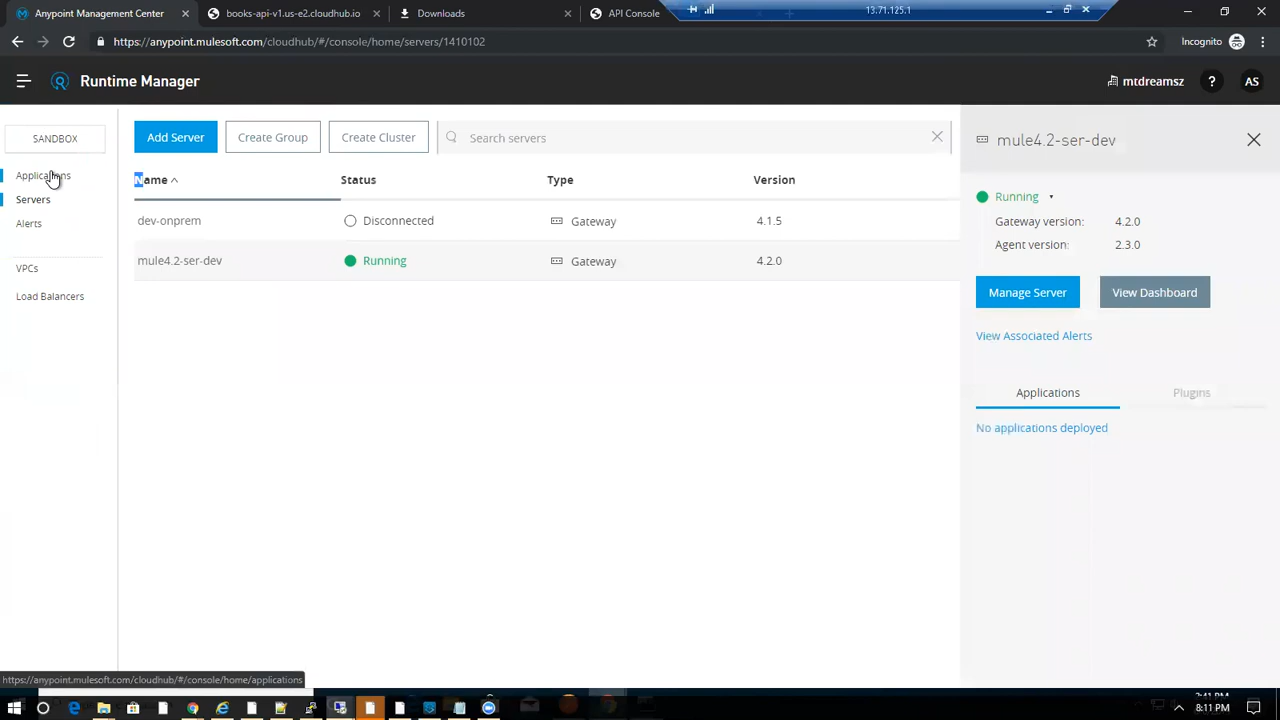 Anypoint Management Center
books-api-v1.us-e2.cloudhub.io
Downloads
API Console
13.71.125.1
https://anypoint.mulesoft.com/cloudhub/#/console/home/servers/1410102
Incognito
Runtime Manager
mtdreamsz
?
AS
SANDBOX
Applications
Servers
Alerts
VPCs
Load Balancers
Add Server
Create Group
Create Cluster
Search servers
Name Status Type Version
dev-onprem Disconnected Gateway 4.1.5
mule4.2-ser-dev Running Gateway 4.2.0
mule4.2-ser-dev
Running
Gateway version: 4.2.0
Agent version: 2.3.0
Manage Server
View Dashboard
View Associated Alerts
Applications
Plugins
No applications deployed
https://anypoint.mulesoft.com/cloudhub/#/console/home/applications
8:11 PM